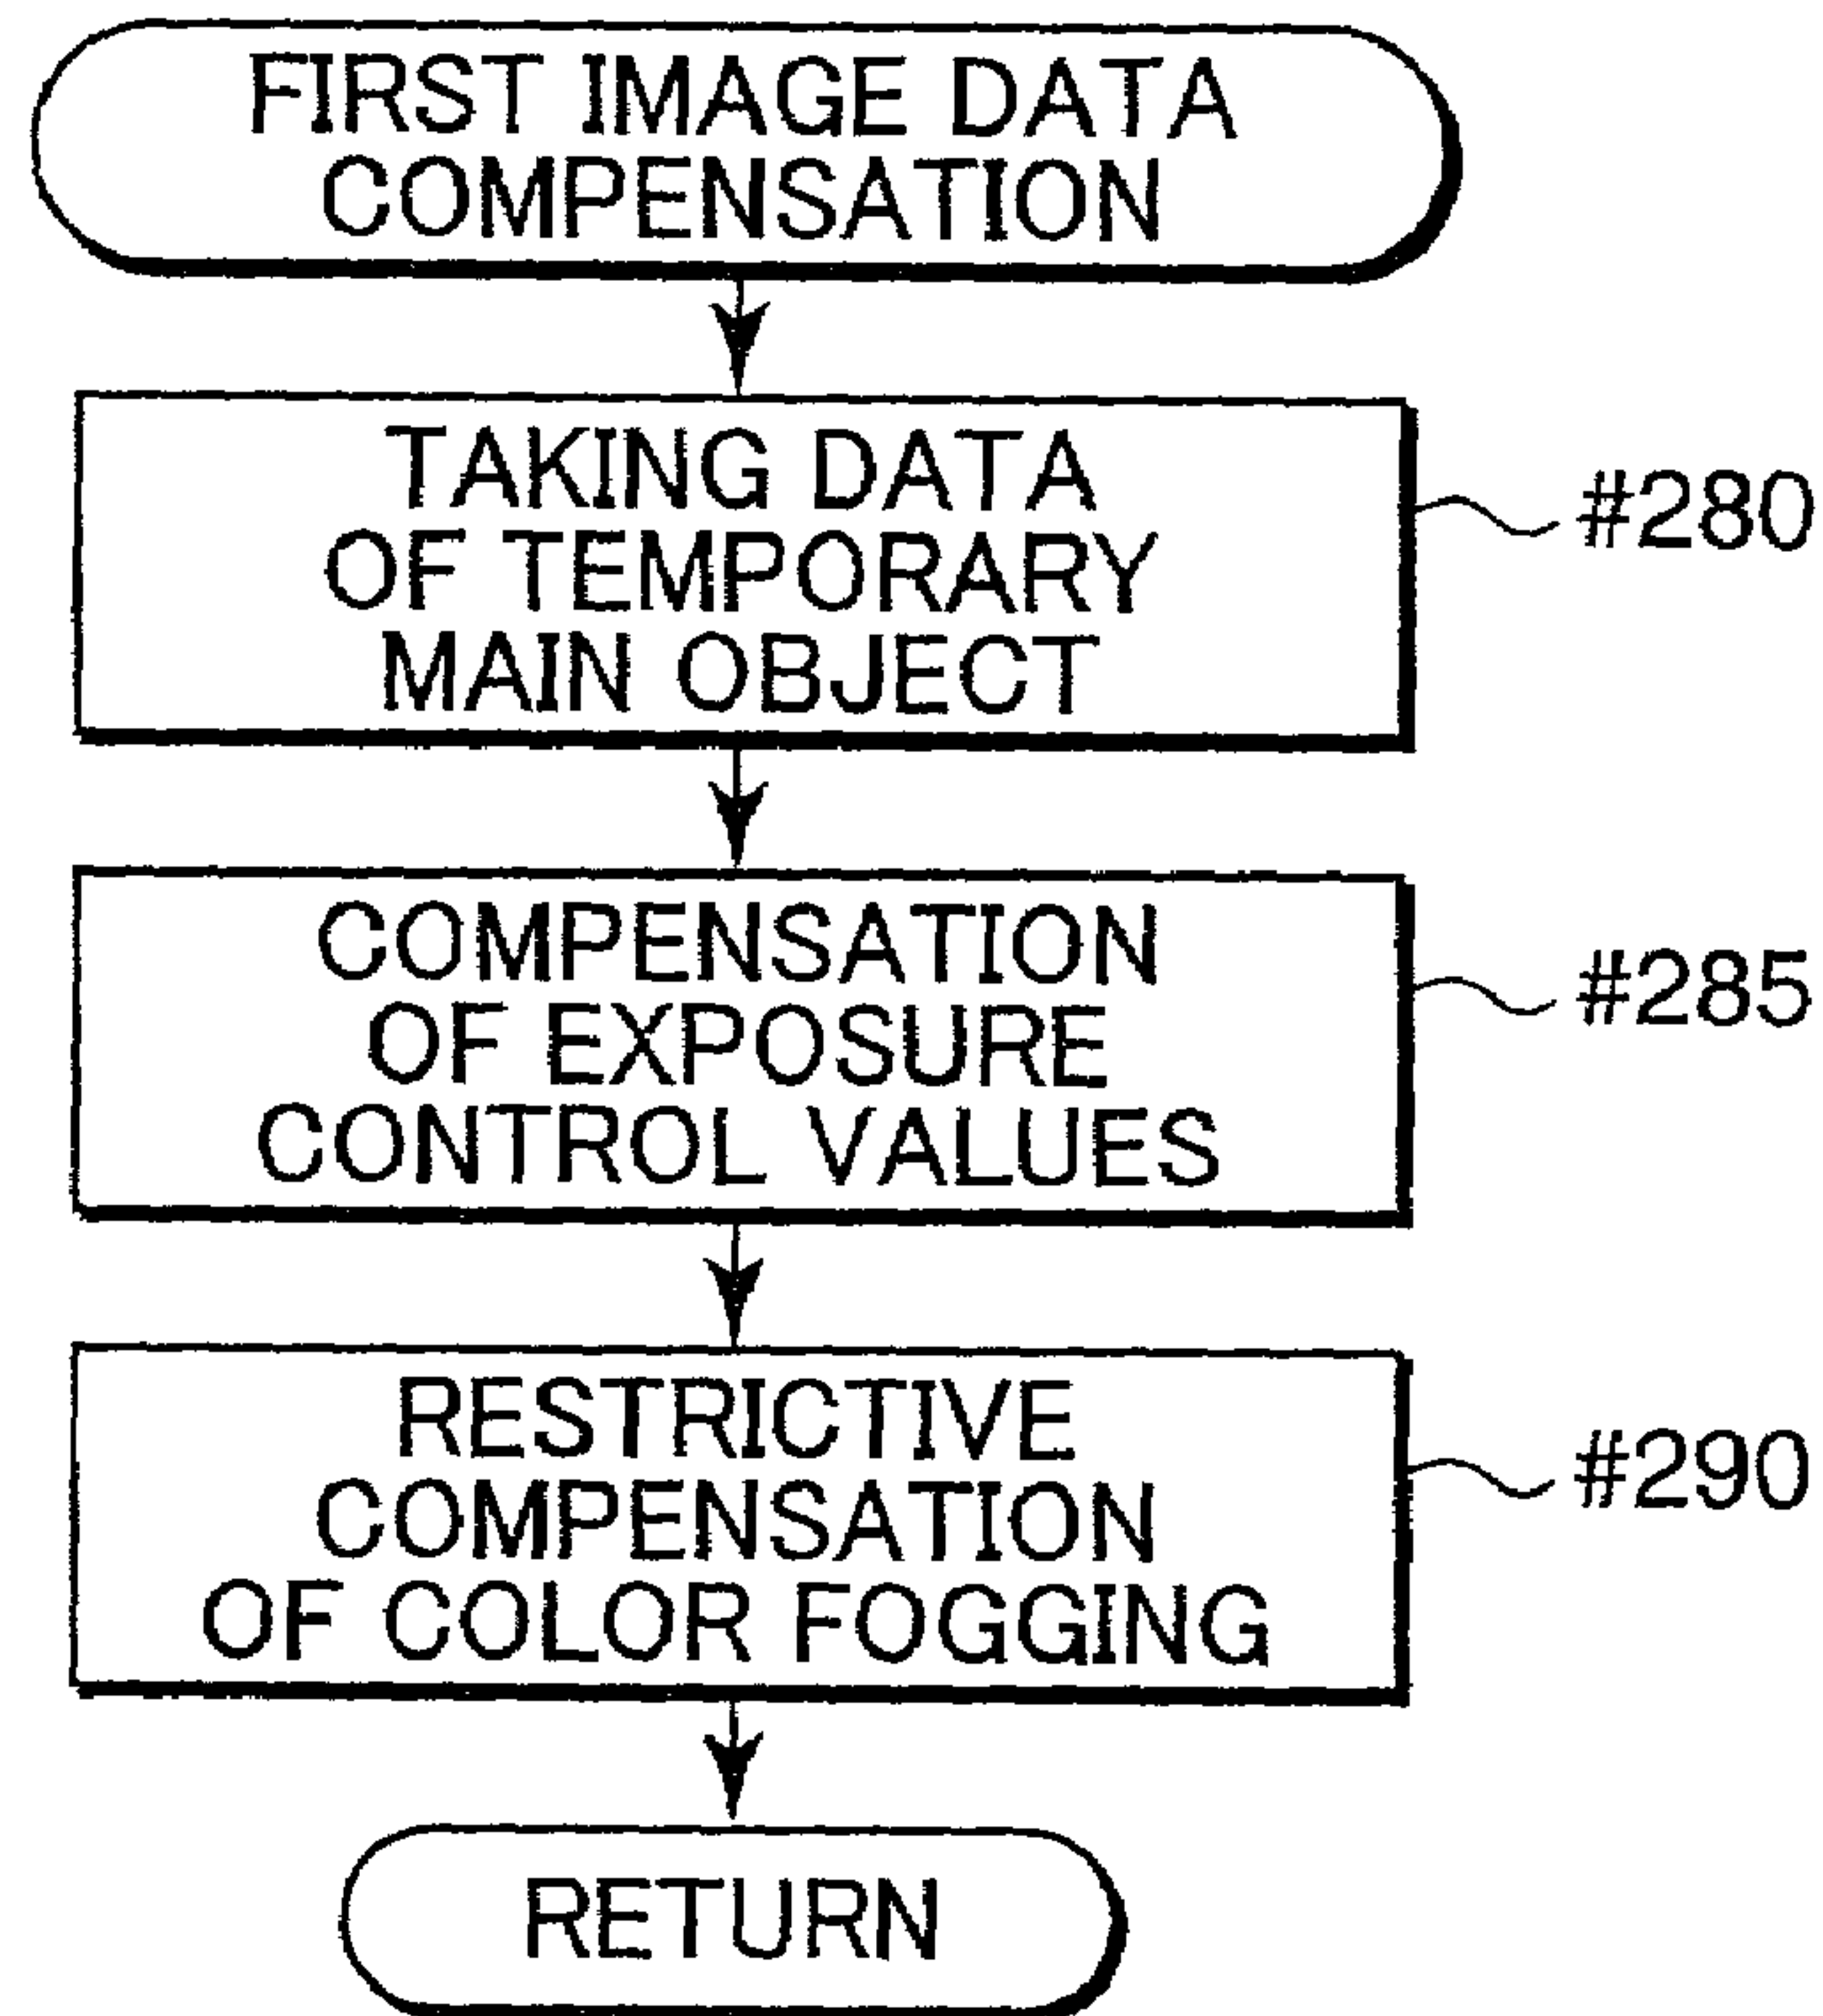 FIRST IMAGE DATA
COMPENSATION
TAKING DATA
OF TEMPORARY
MAIN OBJECT
#280
COMPENSATION
OF EXPOSURE
CONTROL VALUES
#285
RESTRICTIVE
COMPENSATION
OF COLOR FOGGING
#290
RETURN